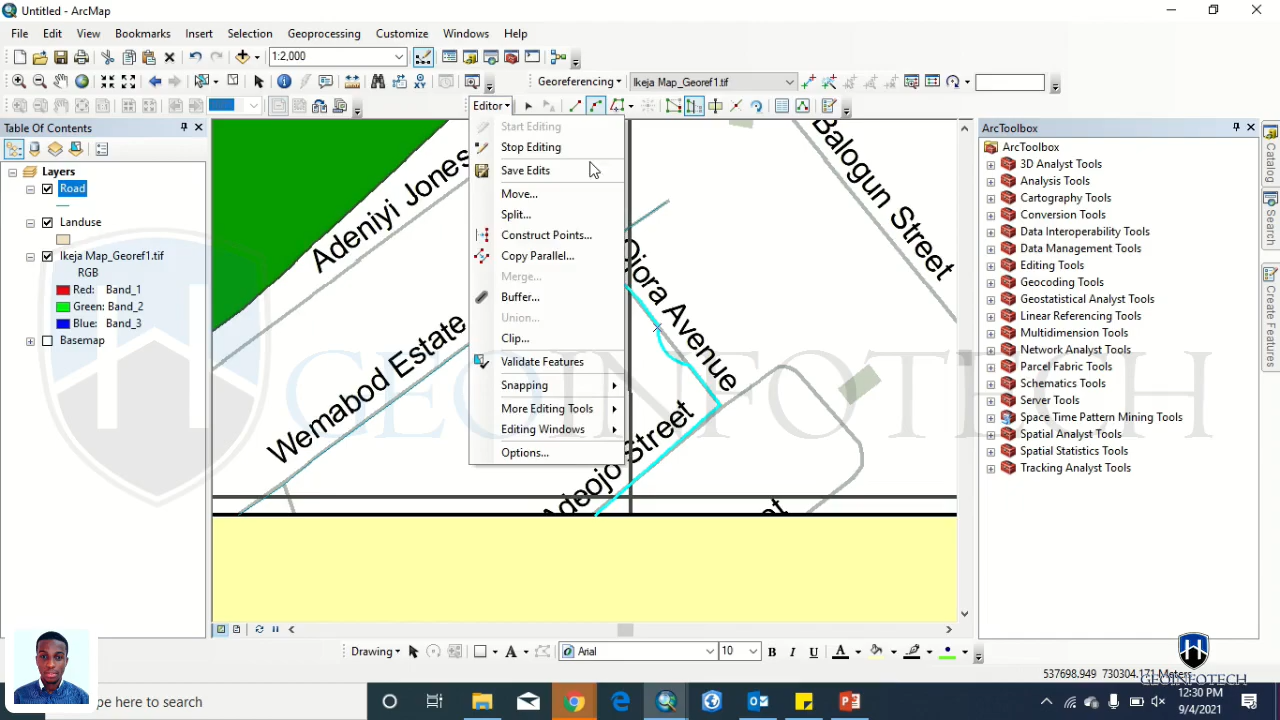 Untitled - ArcMap
File Edit View Bookmarks Insert Selection Geoprocessing Customize Windows Help
1:2,000
Georeferencing Ikeja Map_Georef1.tif
Editor
Table Of Contents
Layers
Road
Landuse
Ikeja Map_Georef1.tif
RGB
Red: Band_1
Green: Band_2
Blue: Band_3
Basemap
Start Editing
Stop Editing
Save Edits
Move...
Split...
Construct Points...
Copy Parallel...
Merge...
Buffer...
Union...
Clip...
Validate Features
Snapping
More Editing Tools
Editing Windows
Options...
Adeniyi Jones
Wemabod Estate
Ojora Avenue
Balogun Street
Adeojo Street
et
GEOINFOTECH
ArcToolbox
ArcToolbox
3D Analyst Tools
Analysis Tools
Cartography Tools
Conversion Tools
Data Interoperability Tools
Data Management Tools
Editing Tools
Geocoding Tools
Geostatistical Analyst Tools
Linear Referencing Tools
Multidimension Tools
Network Analyst Tools
Parcel Fabric Tools
Schematics Tools
Server Tools
Space Time Pattern Mining Tools
Spatial Analyst Tools
Spatial Statistics Tools
Tracking Analyst Tools
Catalog
Search
Create Features
Drawing Arial 10 B I U A
537698.949 730304.171 Meters
GEOINFOTECH
pe here to search
12:30 PM
9/4/2021